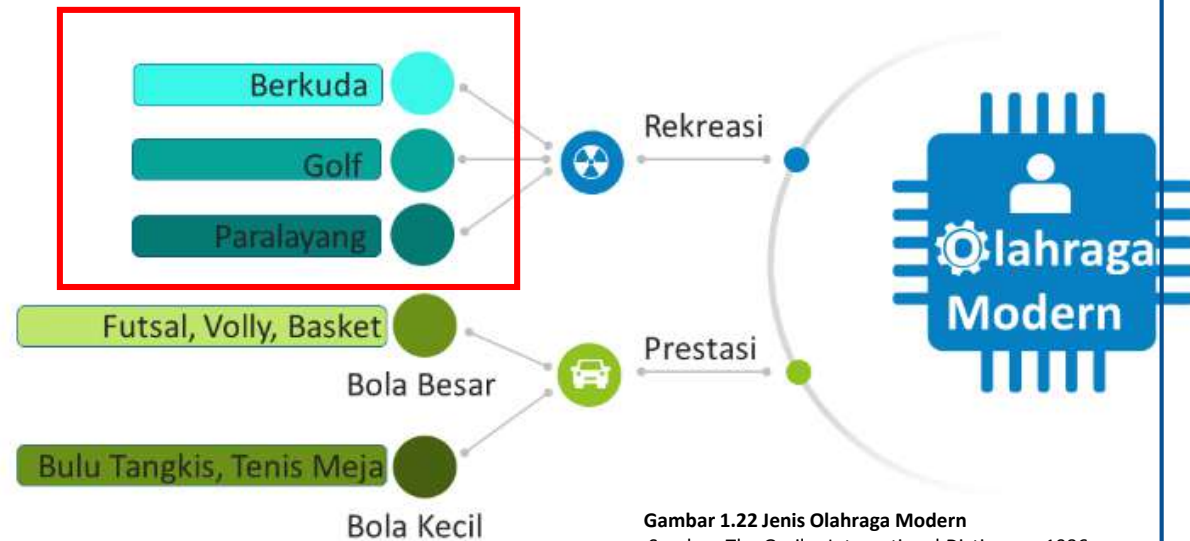 Berkuda
Golf
Paralayang
Rekreasi
Futsal, Volly, Basket
Bola Besar
Prestasi
Bulu Tangkis, Tenis Meja
Bola Kecil
Olahraga
Modern
Gambar 1.22 Jenis Olahraga Modern